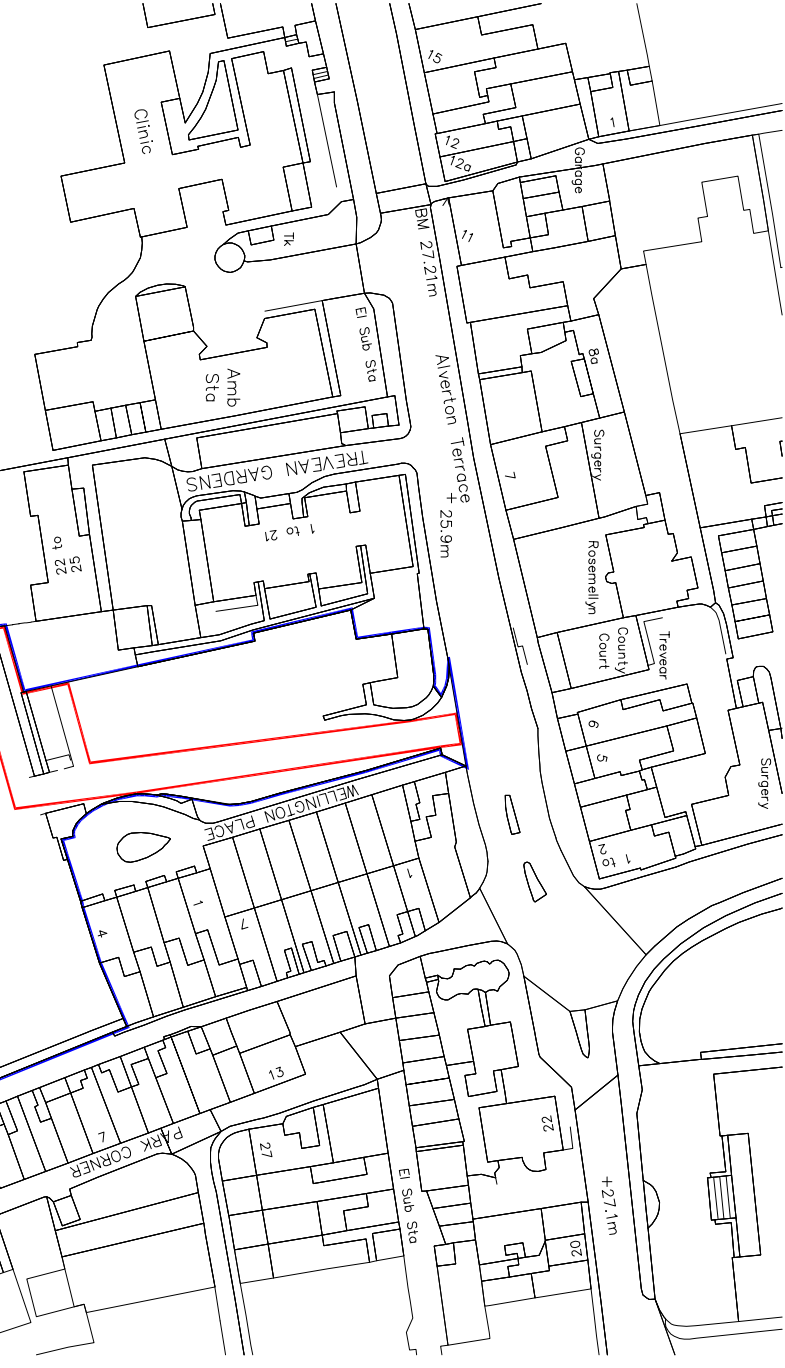 15
1
Clinic
12
12a
Garage
11
Tk
BM 27.21m
El Sub Sta
8a
Amb
Sta
Alverton Terrace
Surgery
TREVEAN GARDENS
7
+ 25.9m
1 to 21
22 to
25
Rosemellyn
County
Court
Trevear
6
5
Surgery
WELLINGTON PLACE
1 to
2
1
1
7
4
13
7
PARK CORNER
27
22
El Sub Sta
+27.1m
20